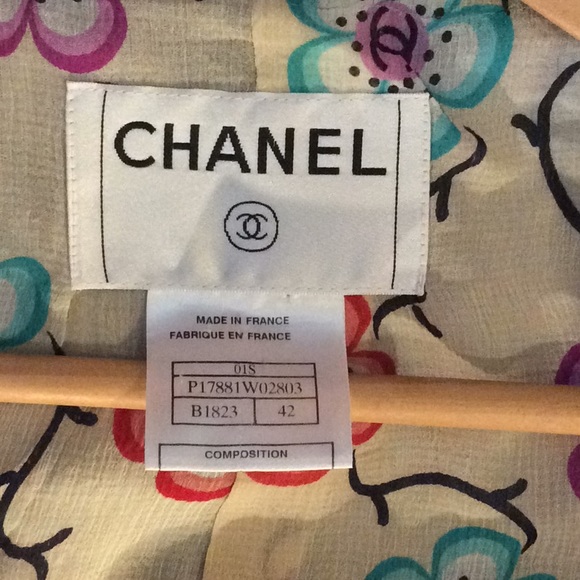 CHANEL
MADE IN FRANCE
FABRIQUE EN FRANCE
01S
P17881W02803
B1823 42
COMPOSITION